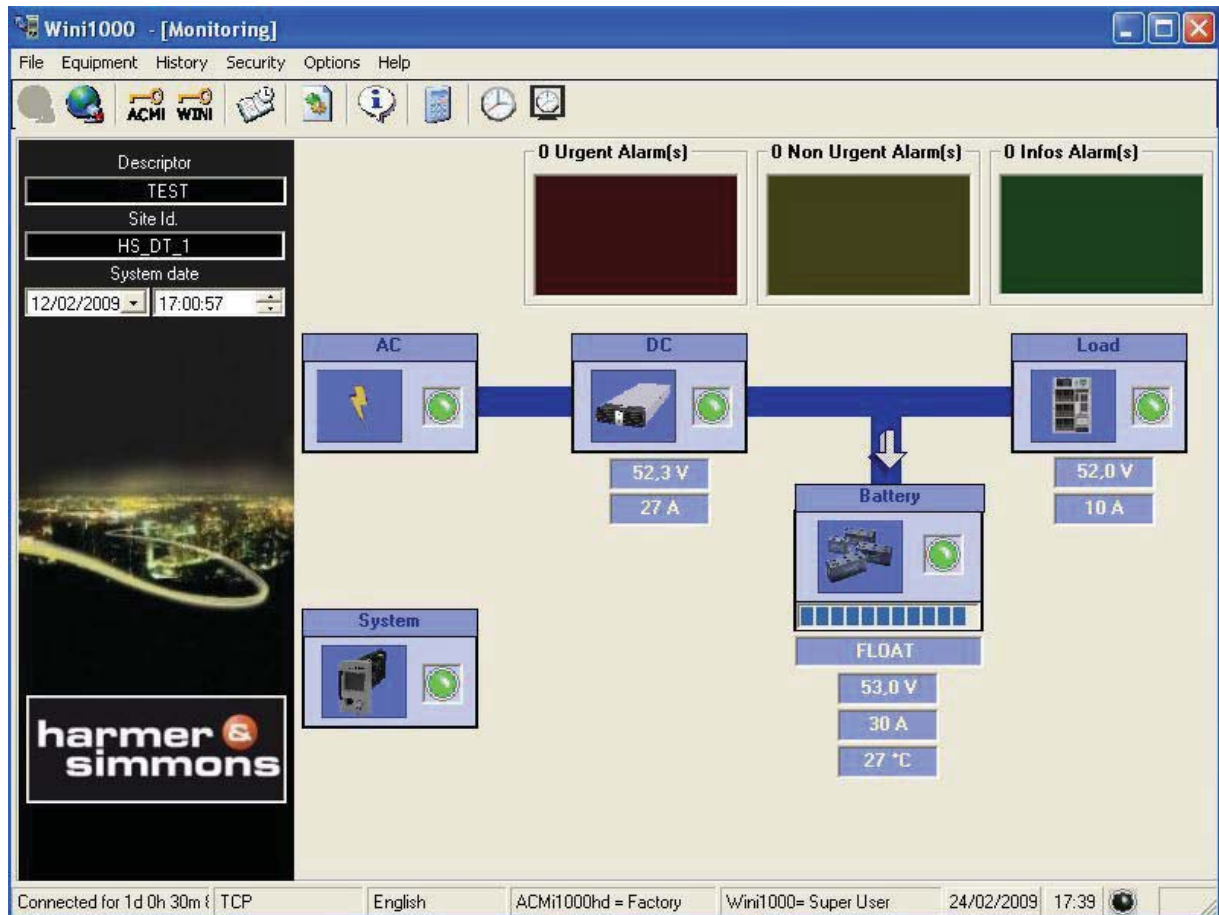 Wini1000 - [Monitoring]
File Equipment History Security Options Help
ACMI WINI
Descriptor
TEST
Site Id.
HS_DT_1
System date
12/02/2009 17:00:57
0 Urgent Alarm(s) 0 Non Urgent Alarm(s) 0 Infos Alarm(s)
AC DC Load
52,3 V 52,0 V
27 A 10 A
Battery
FLOAT
53,0 V
30 A
27 °C
System
harmer &
simmons
Connected for 1d 0h 30m TCP English ACMi1000hd = Factory Wini1000= Super User 24/02/2009 17:39